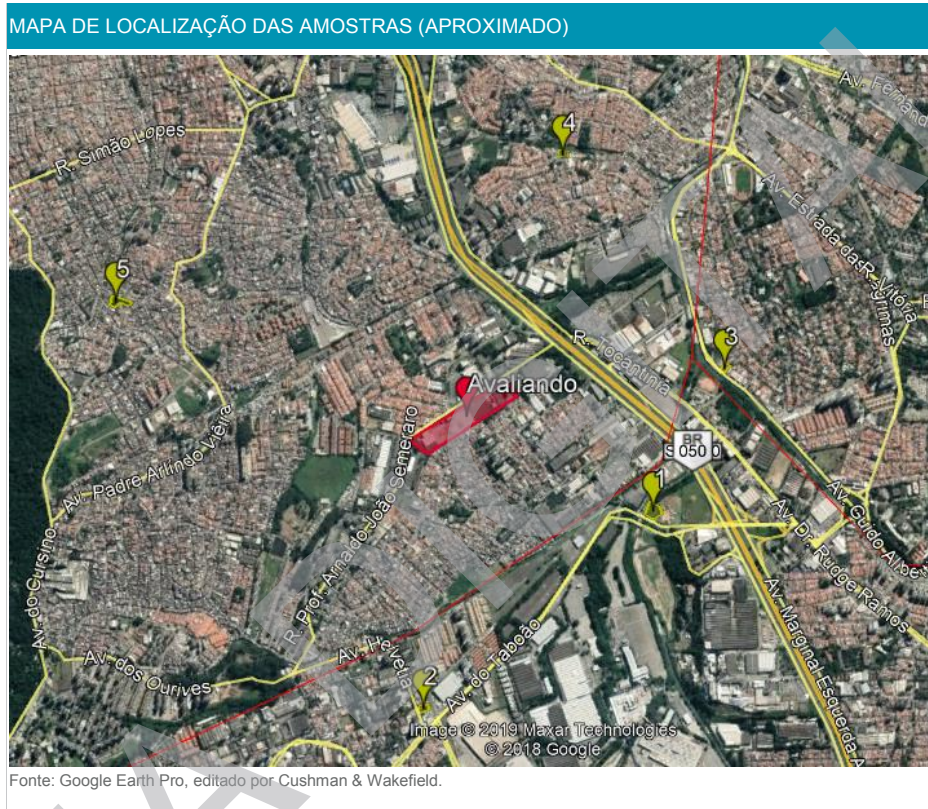 MAPA DE LOCALIZAÇÃO DAS AMOSTRAS (APROXIMADO)
Av. Fernand
R. Simão Lopes
4
Av. Estrada das
Lágrimas
R. Vitória
5
3
R. Tocantinia
Avaliando
BR
050
1
Av. Padre Arlindo Vieira
R. Prof. Arnaldo João Semeraro
Av. do Cursino
Av. Guido Aliberti
Av. Dr. Rudge Ramos
Av. Marginal Esquerda A
Av. dos Ourives
Av. Helvetia
2
Av. do Taboão
Image © 2019 Maxar Technologies
© 2018 Google
Fonte: Google Earth Pro, editado por Cushman & Wakefield.